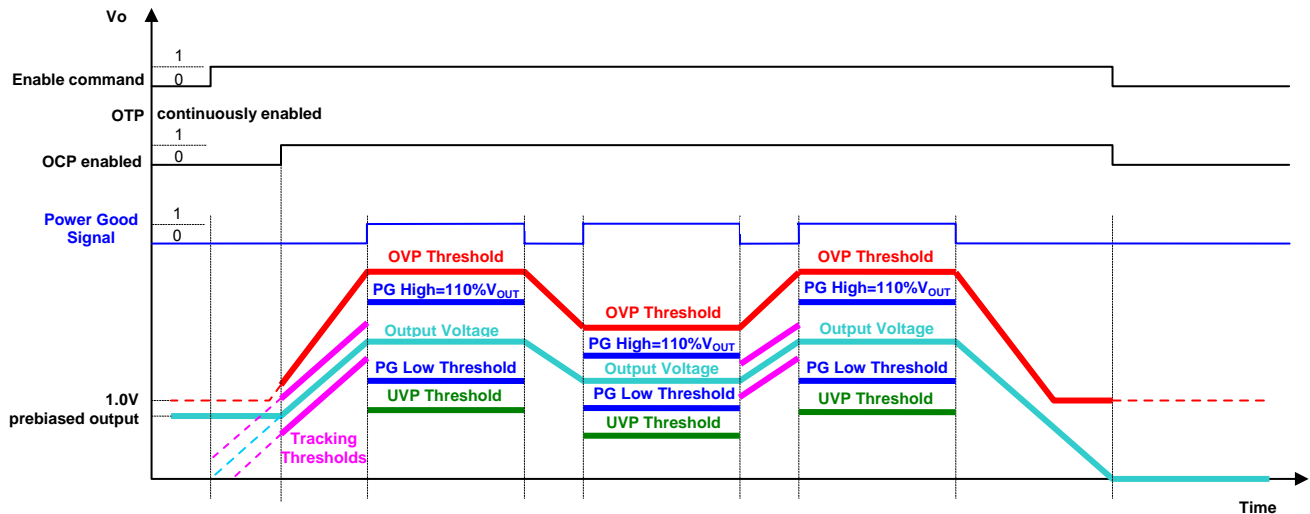 Vo
1
Enable command 0
OTP continuously enabled
1
OCP enabled 0
Power Good 1
Signal 0
OVP Threshold
OVP Threshold
PG High=110%VOUT
PG High=110%VOUT
OVP Threshold
Output Voltage
Output Voltage
PG High=110%VOUT
PG Low Threshold
Output Voltage
PG Low Threshold
1.0V
UVP Threshold
PG Low Threshold
UVP Threshold
prebiased output
UVP Threshold
Tracking
Thresholds
Time